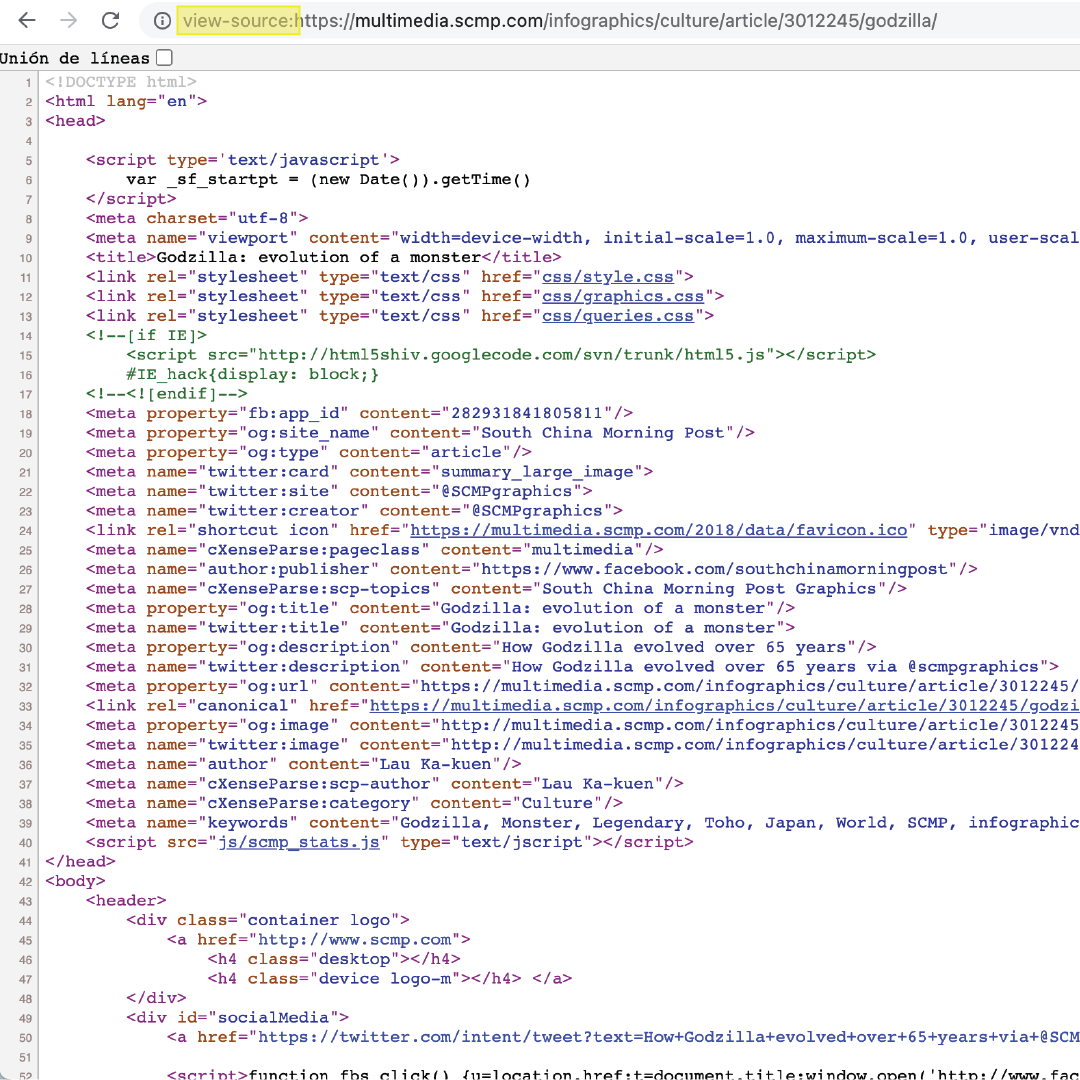 view-source:https://multimedia.scmp.com/infographics/culture/article/3012245/godzilla/
Unión de líneas
1 <!DOCTYPE html>
2 <html lang="en">
3 <head>
4
5 <script type='text/javascript'>
6 var _sf_startpt = (new Date()).getTime()
7 </script>
8 <meta charset="utf-8">
9 <meta name="viewport" content="width=device-width, initial-scale=1.0, maximum-scale=1.0, user-scal
10 <title>Godzilla: evolution of a monster</title>
11 <link rel="stylesheet" type="text/css" href="css/style.css">
12 <link rel="stylesheet" type="text/css" href="css/graphics.css">
13 <link rel="stylesheet" type="text/css" href="css/queries.css">
14 <!--[if IE]>
15 <script src="http://html5shiv.googlecode.com/svn/trunk/html5.js"></script>
16 #IE_hack{display: block;}
17 <!--<![endif]-->
18 <meta property="fb:app_id" content="282931841805811"/>
19 <meta property="og:site_name" content="South China Morning Post"/>
20 <meta property="og:type" content="article"/>
21 <meta name="twitter:card" content="summary_large_image">
22 <meta name="twitter:site" content="@SCMPgraphics">
23 <meta name="twitter:creator" content="@SCMPgraphics">
24 <link rel="shortcut icon" href="https://multimedia.scmp.com/2018/data/favicon.ico" type="image/vnd
25 <meta name="cXenseParse:pageclass" content="multimedia"/>
26 <meta name="author:publisher" content="https://www.facebook.com/southchinamorningpost"/>
27 <meta name="cXenseParse:scp-topics" content="South China Morning Post Graphics"/>
28 <meta property="og:title" content="Godzilla: evolution of a monster"/>
29 <meta name="twitter:title" content="Godzilla: evolution of a monster">
30 <meta property="og:description" content="How Godzilla evolved over 65 years"/>
31 <meta name="twitter:description" content="How Godzilla evolved over 65 years via @scmpgraphics">
32 <meta property="og:url" content="https://multimedia.scmp.com/infographics/culture/article/3012245/
33 <link rel="canonical" href="https://multimedia.scmp.com/infographics/culture/article/3012245/godzi
34 <meta property="og:image" content="http://multimedia.scmp.com/infographics/culture/article/3012245
35 <meta name="twitter:image" content="http://multimedia.scmp.com/infographics/culture/article/301224
36 <meta name="author" content="Lau Ka-kuen"/>
37 <meta name="cXenseParse:scp-author" content="Lau Ka-kuen"/>
38 <meta name="cXenseParse:category" content="Culture"/>
39 <meta name="keywords" content="Godzilla, Monster, Legendary, Toho, Japan, World, SCMP, infographic
40 <script src="js/scmp_stats.js" type="text/jscript"></script>
41 </head>
42 <body>
43 <header>
44 <div class="container logo">
45 <a href="http://www.scmp.com">
46 <h4 class="desktop"></h4>
47 <h4 class="device logo-m"></h4> </a>
48 </div>
49 <div id="socialMedia">
50 <a href="https://twitter.com/intent/tweet?text=How+Godzilla+evolved+over+65+years+via+@SCM
51
52 <script>function fbs_click() {u=location.href;t=document.title;window.open('http://www.fac